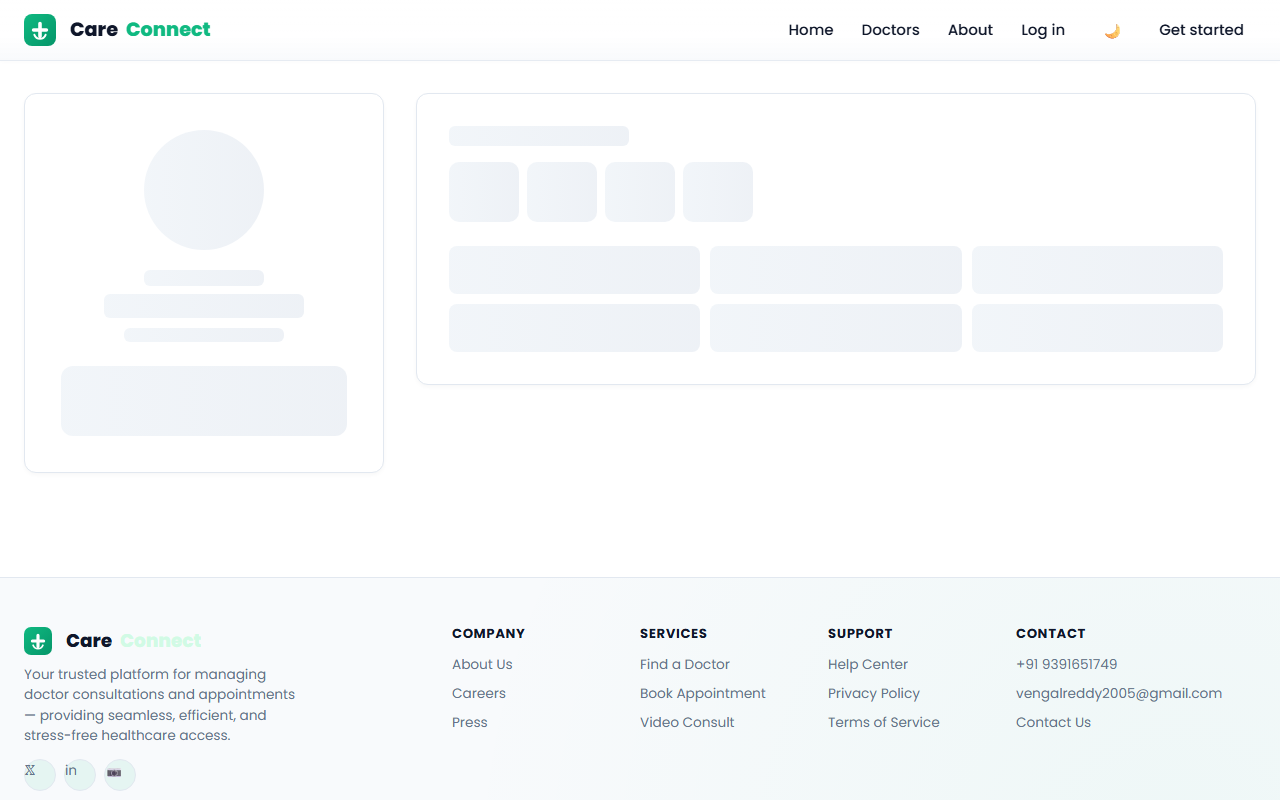 Care Connect
Home Doctors About Log in 🌙 Get started
Care Connect
Your trusted platform for managing
doctor consultations and appointments
— providing seamless, efficient, and
stress-free healthcare access.
𝕏 in
COMPANY
About Us
Careers
Press
SERVICES
Find a Doctor
Book Appointment
Video Consult
SUPPORT
Help Center
Privacy Policy
Terms of Service
CONTACT
+91 9391651749
vengalreddy2005@gmail.com
Contact Us